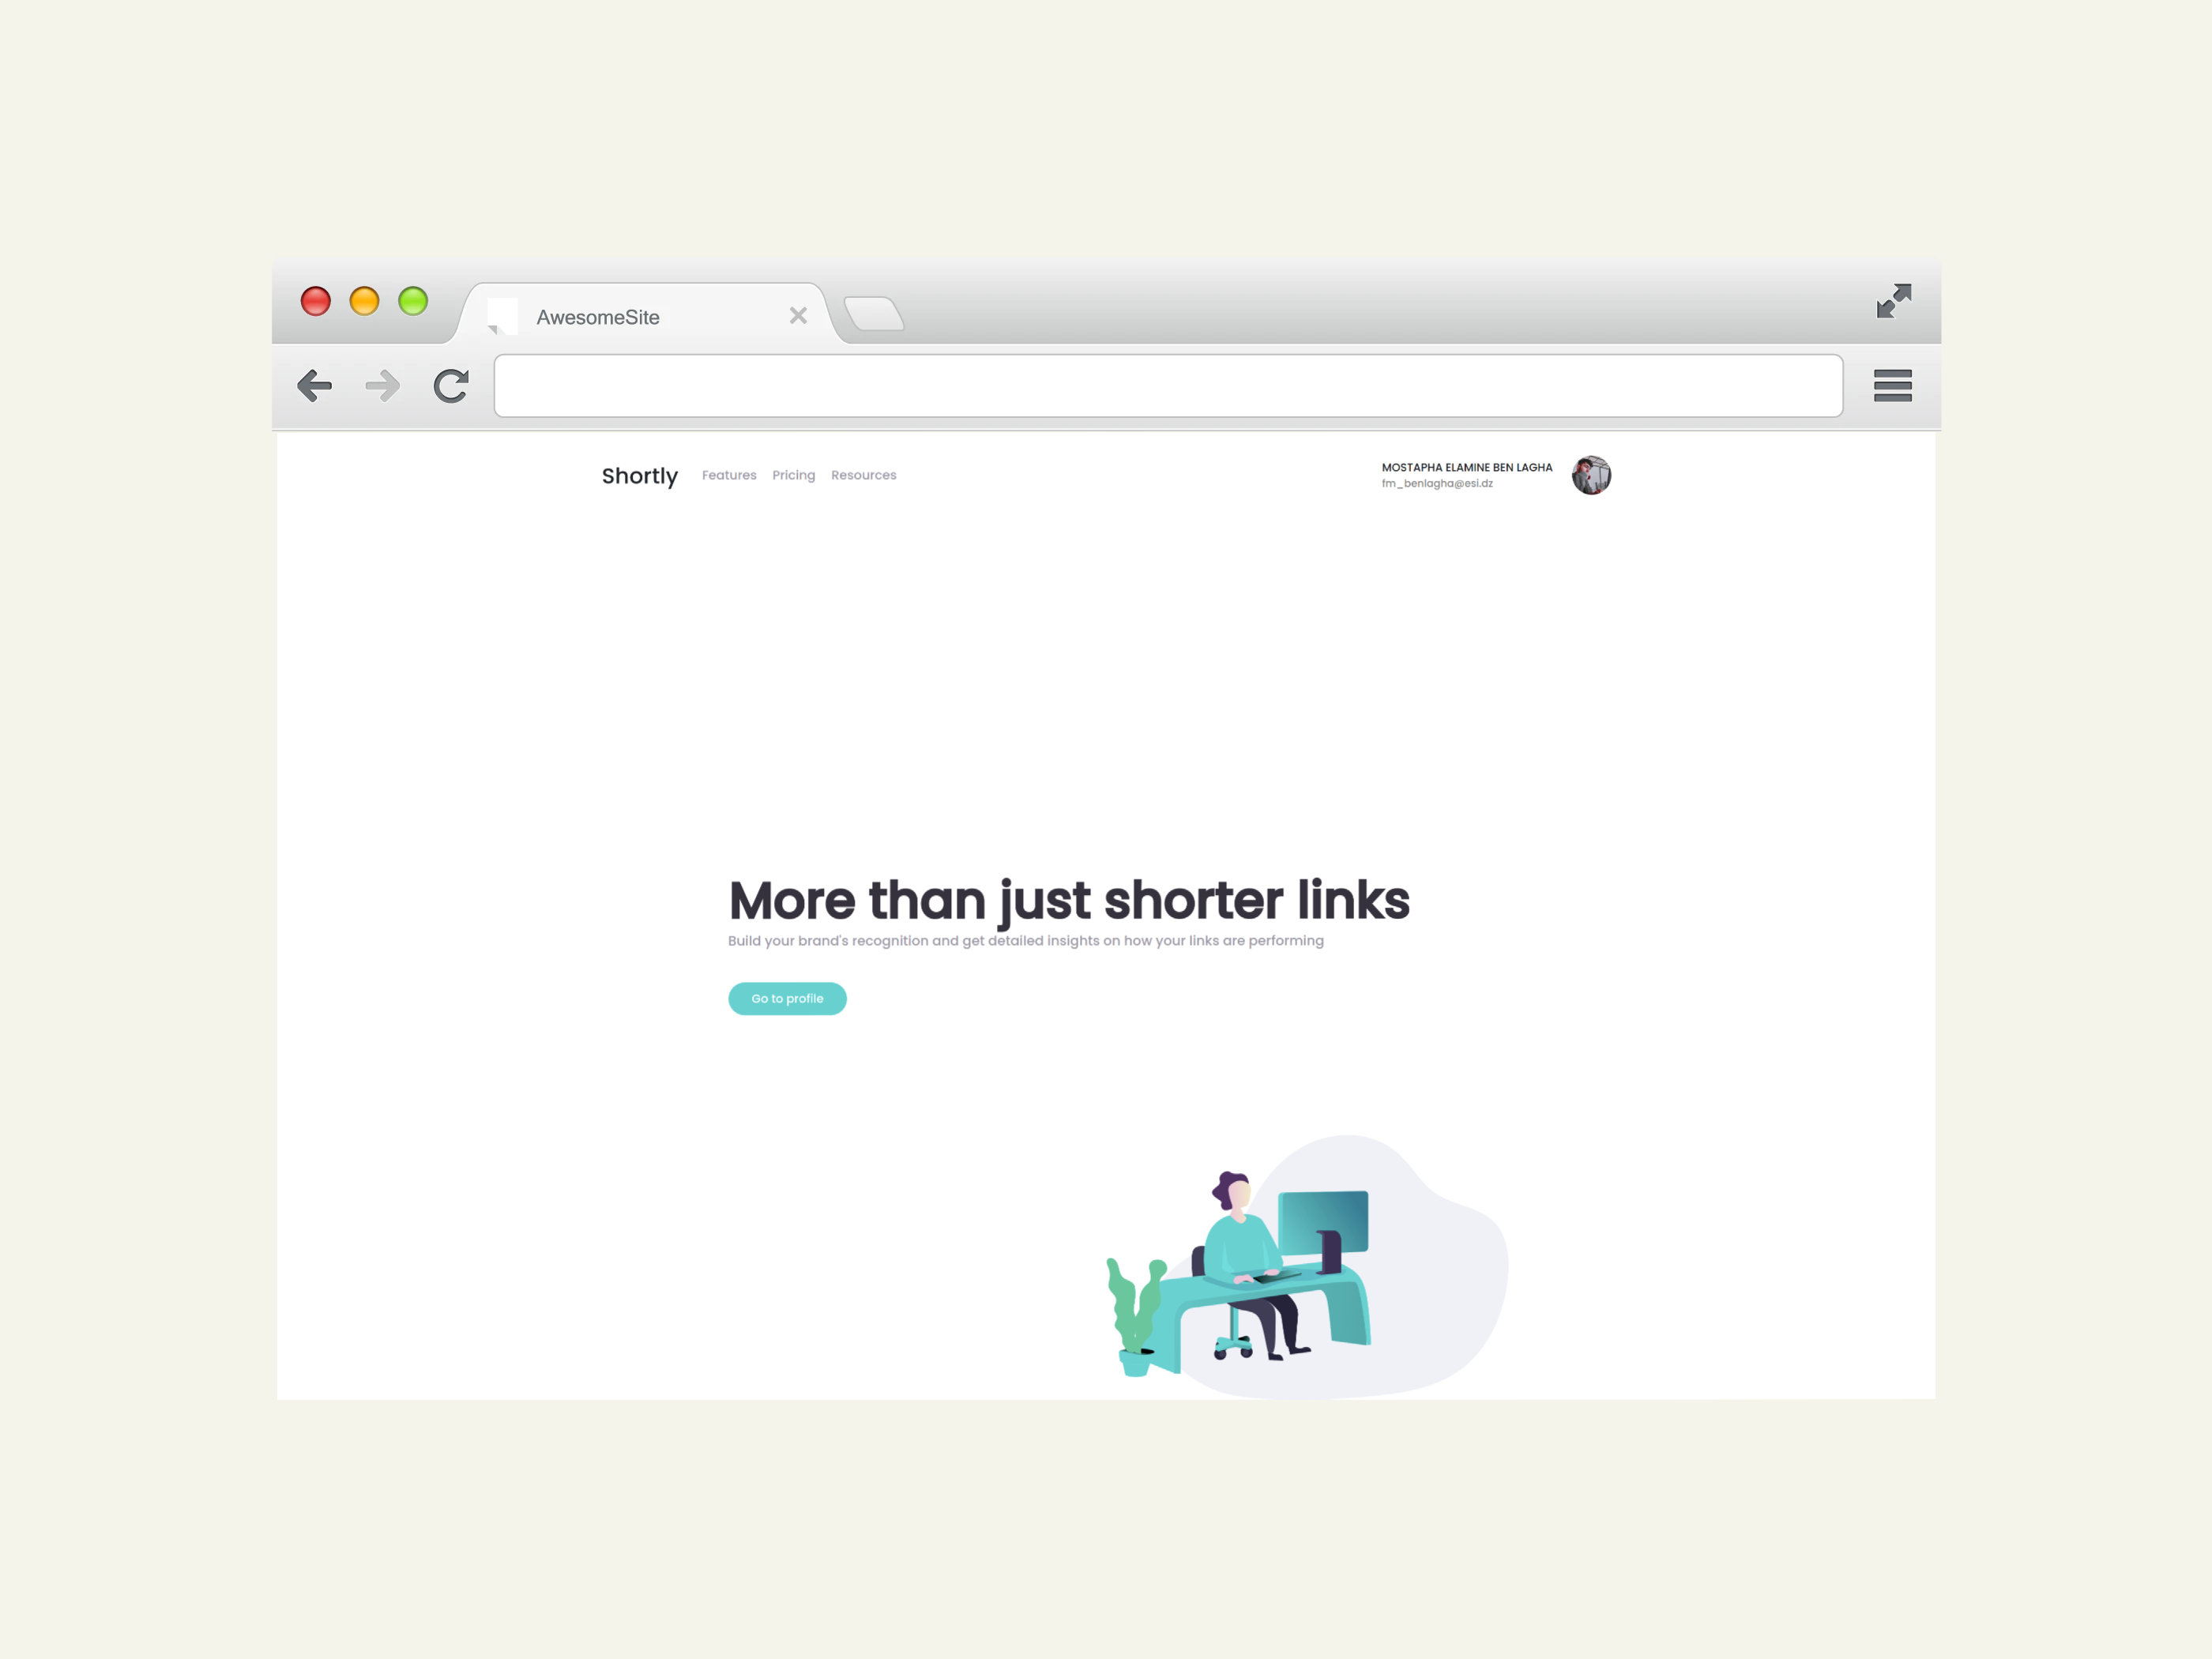 AwesomeSite
Shortly Features Pricing Resources
MOSTAPHA ELAMINE BEN LAGHA
fm_benlagha@esi.dz
More than just shorter links
Build your brand's recognition and get detailed insights on how your links are performing
Go to profile